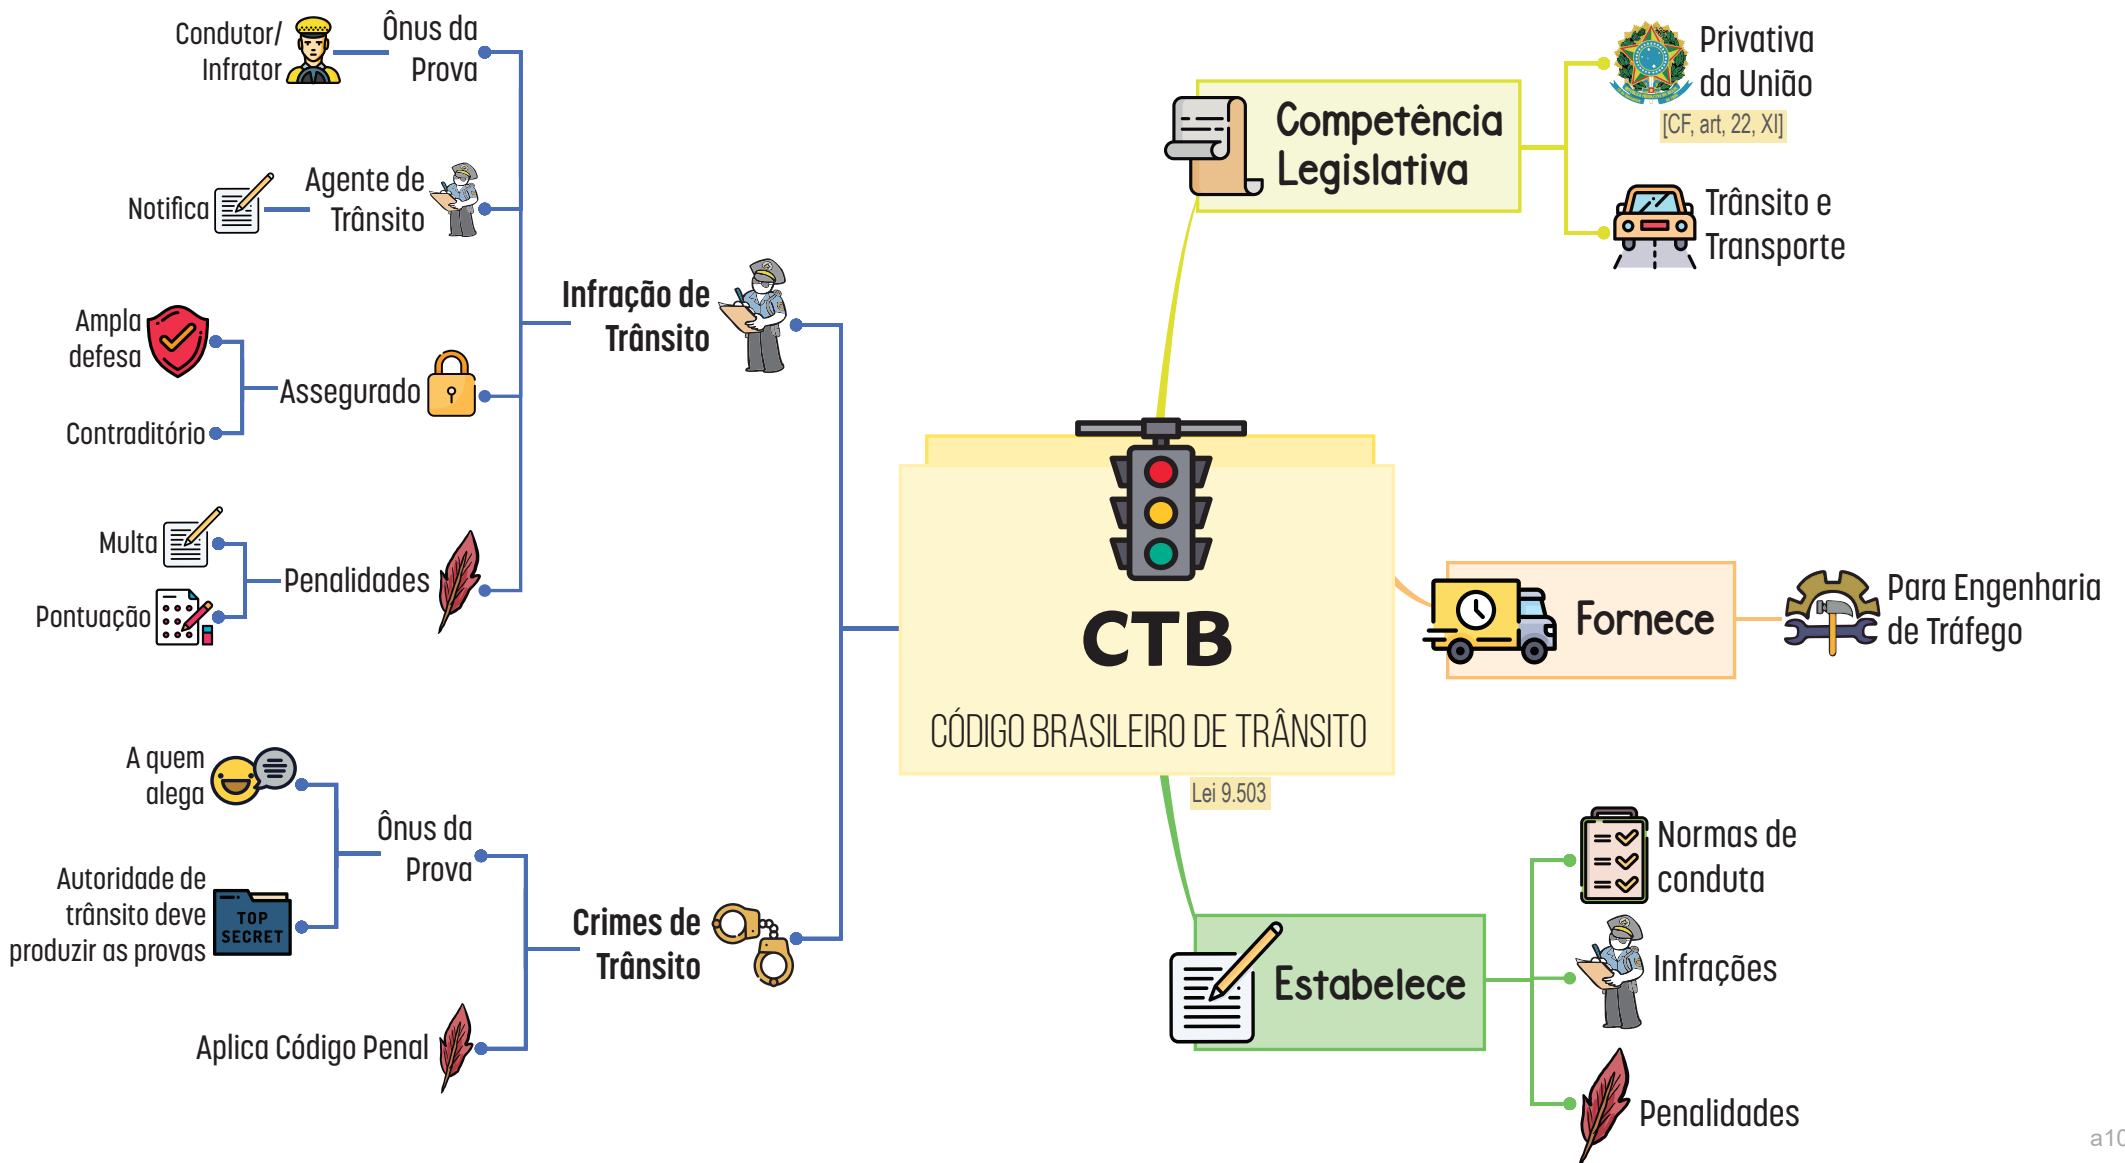 Condutor/
Infrator
Ônus da
Prova
Notifica
Agente de
Trânsito
Ampla
defesa
Contraditório
Assegurado
Multa
Pontuação
Penalidades
Infração de
Trânsito
A quem
alega
Autoridade de
trânsito deve
produzir as provas
TOP
SECRET
Ônus da
Prova
Aplica Código Penal
Crimes de
Trânsito
CTB
CÓDIGO BRASILEIRO DE TRÂNSITO
Lei 9.503
Competência
Legislativa
Privativa
da União
[CF, art, 22, XI]
Trânsito e
Transporte
Fornece
Para Engenharia
de Tráfego
Estabelece
Normas de
conduta
Infrações
Penalidades
a10